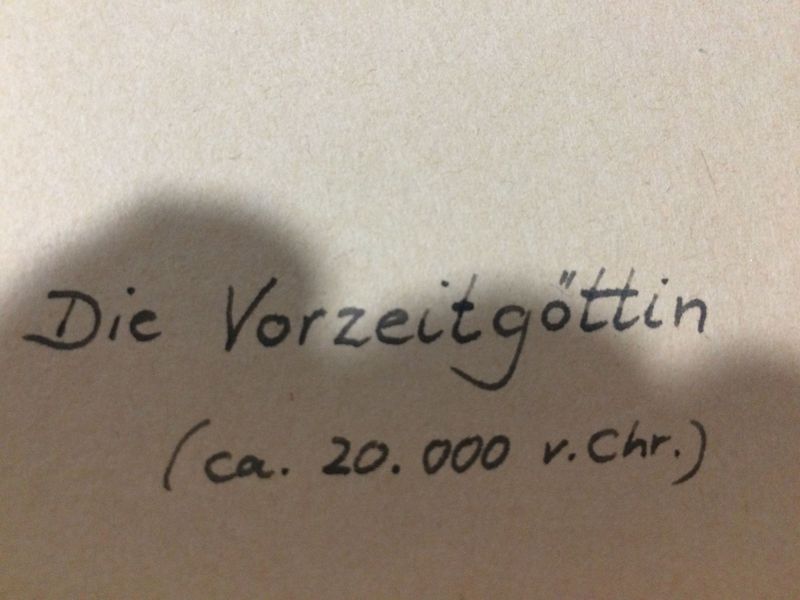 Die Vorzeitgöttin
(ca. 20.000 v.Chr.)